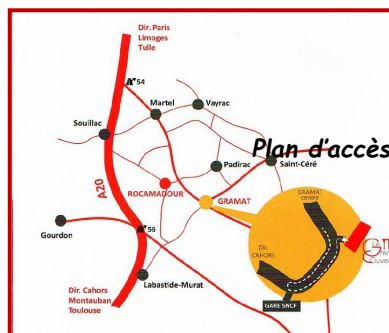 Dir. Paris
Limoges
Tulle
54
Martel
Vayrac
Souillac
Plan d'accès
Padirac
Saint-Céré
A20
ROCAMADOUR
GRAMAT
GRAMAT
centre
Gourdon
56
Dir.
CAHORS
Labastide-Murat
Dir. Cahors
Montauban
Toulouse
GARE SNCF